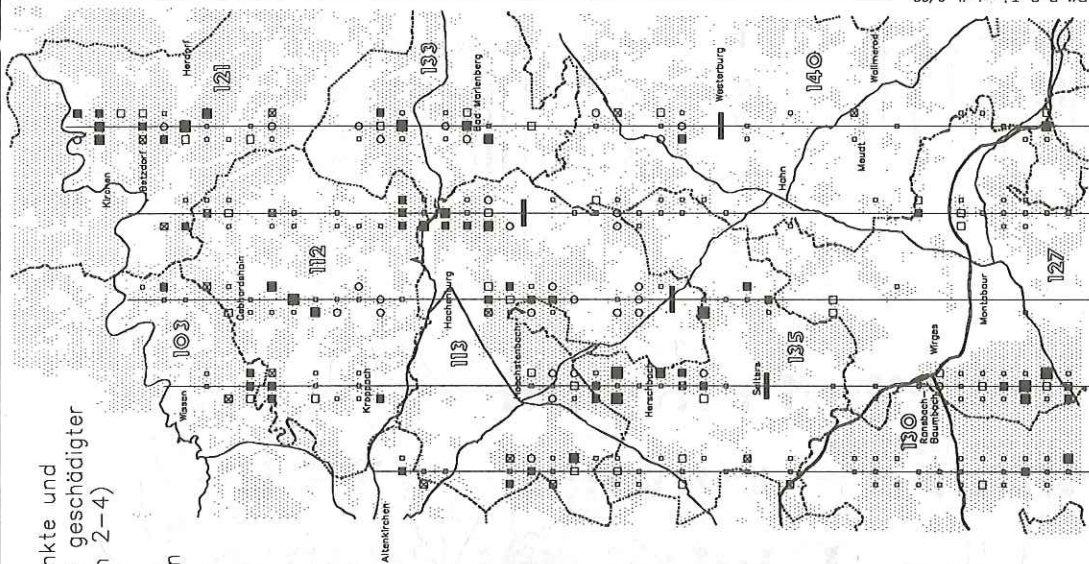 nkte und
geschädigter
n 2-4)
n
Kirchen
Betzdorf
Herdorf
121
Wissen
103
Gebhardshain
112
133
Bad Marienberg
Altenkirchen
Kroppach
113
Hachenburg
Höchstenbach
Herschbach
Selters
135
Westerburg
140
Wallmerod
Hahn
Meudt
130
Ransbach-
Baumbach
Wirges
Montabaur
127